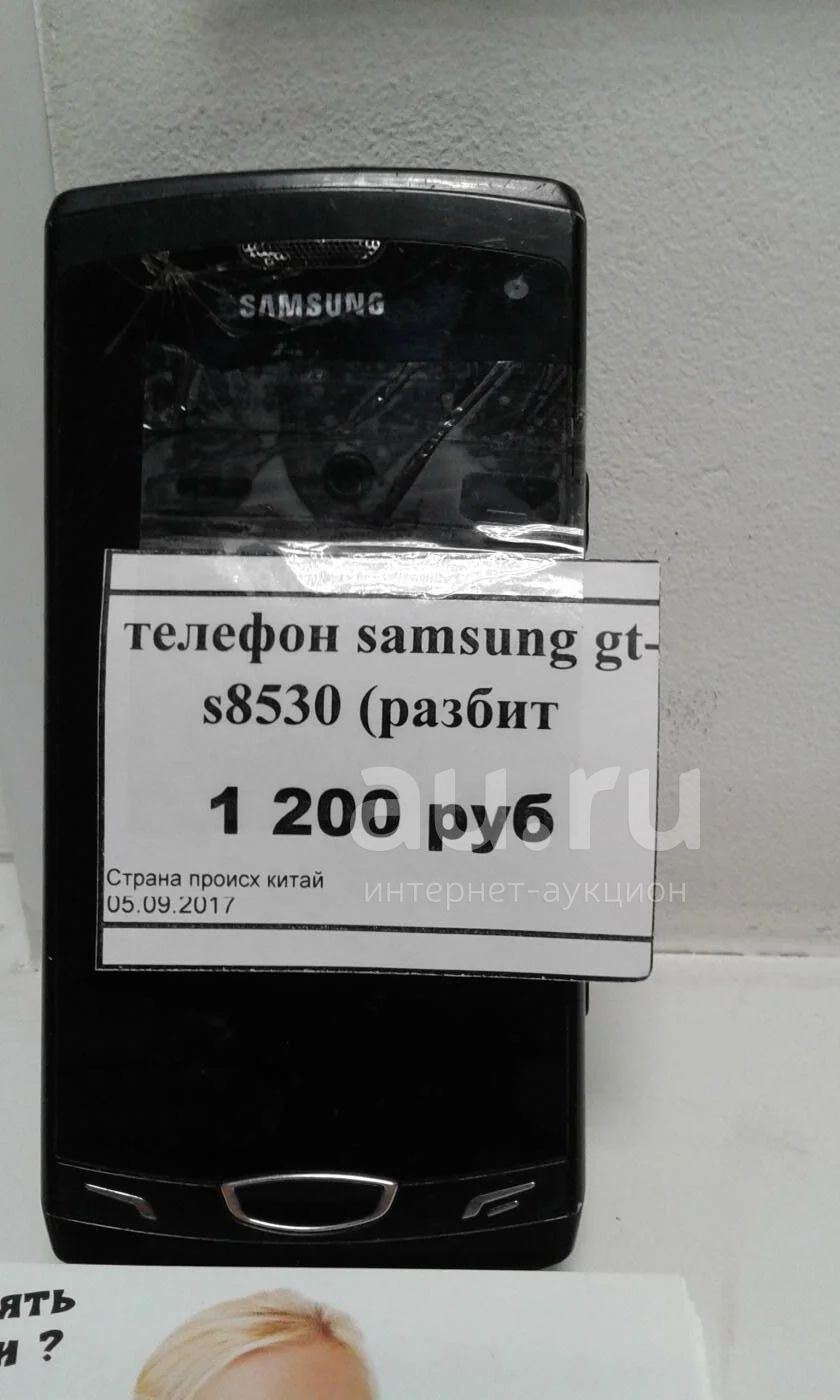 SAMSUNG
телефон samsung gt-
s8530 (разбит
1 200 руб
au.ru
интернет-аукцион
Страна происх китай
05.09.2017
ять
и ?